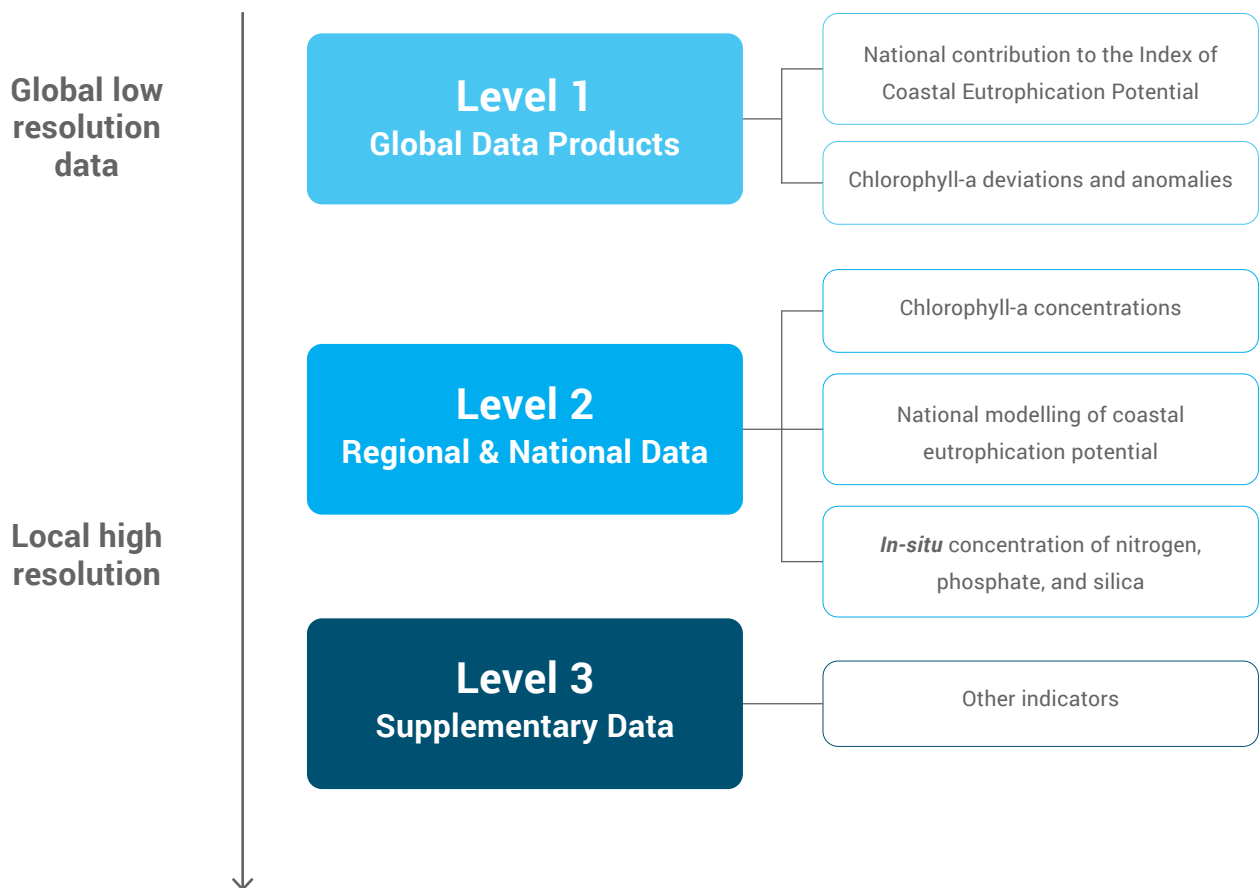 Global low
resolution
data
Level 1
Global Data Products
National contribution to the Index of
Coastal Eutrophication Potential
Chlorophyll-a deviations and anomalies
Level 2
Regional & National Data
Chlorophyll-a concentrations
National modelling of coastal
eutrophication potential
In-situ concentration of nitrogen,
phosphate, and silica
Local high
resolution
Level 3
Supplementary Data
Other indicators